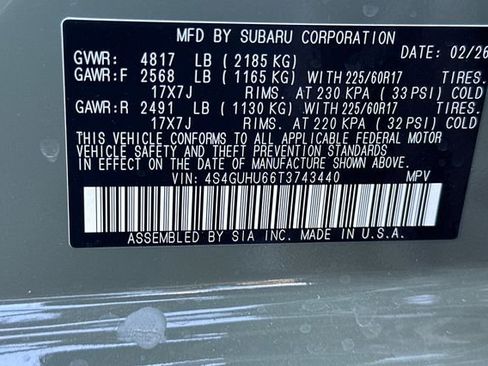 MFD BY SUBARU CORPORATION
GVWR: 4817 LB ( 2185 KG) DATE: 02/26
GAWR:F 2568 LB ( 1165 KG) WITH 225/60R17 TIRES.
17X7J RIMS. AT 230 KPA ( 33 PSI) COLD
GAWR:R 2491 LB ( 1130 KG) WITH 225/60R17 TIRES.
17X7J RIMS. AT 220 KPA ( 32 PSI) COLD
THIS VEHICLE CONFORMS TO ALL APPLICABLE FEDERAL MOTOR
VEHICLE SAFETY AND THEFT PREVENTION STANDARDS
IN EFFECT ON THE DATE OF MANUFACTURE SHOWN ABOVE.
VIN: 4S4GUHU66T3743440 MPV
ASSEMBLED BY SIA INC. MADE IN U.S.A.